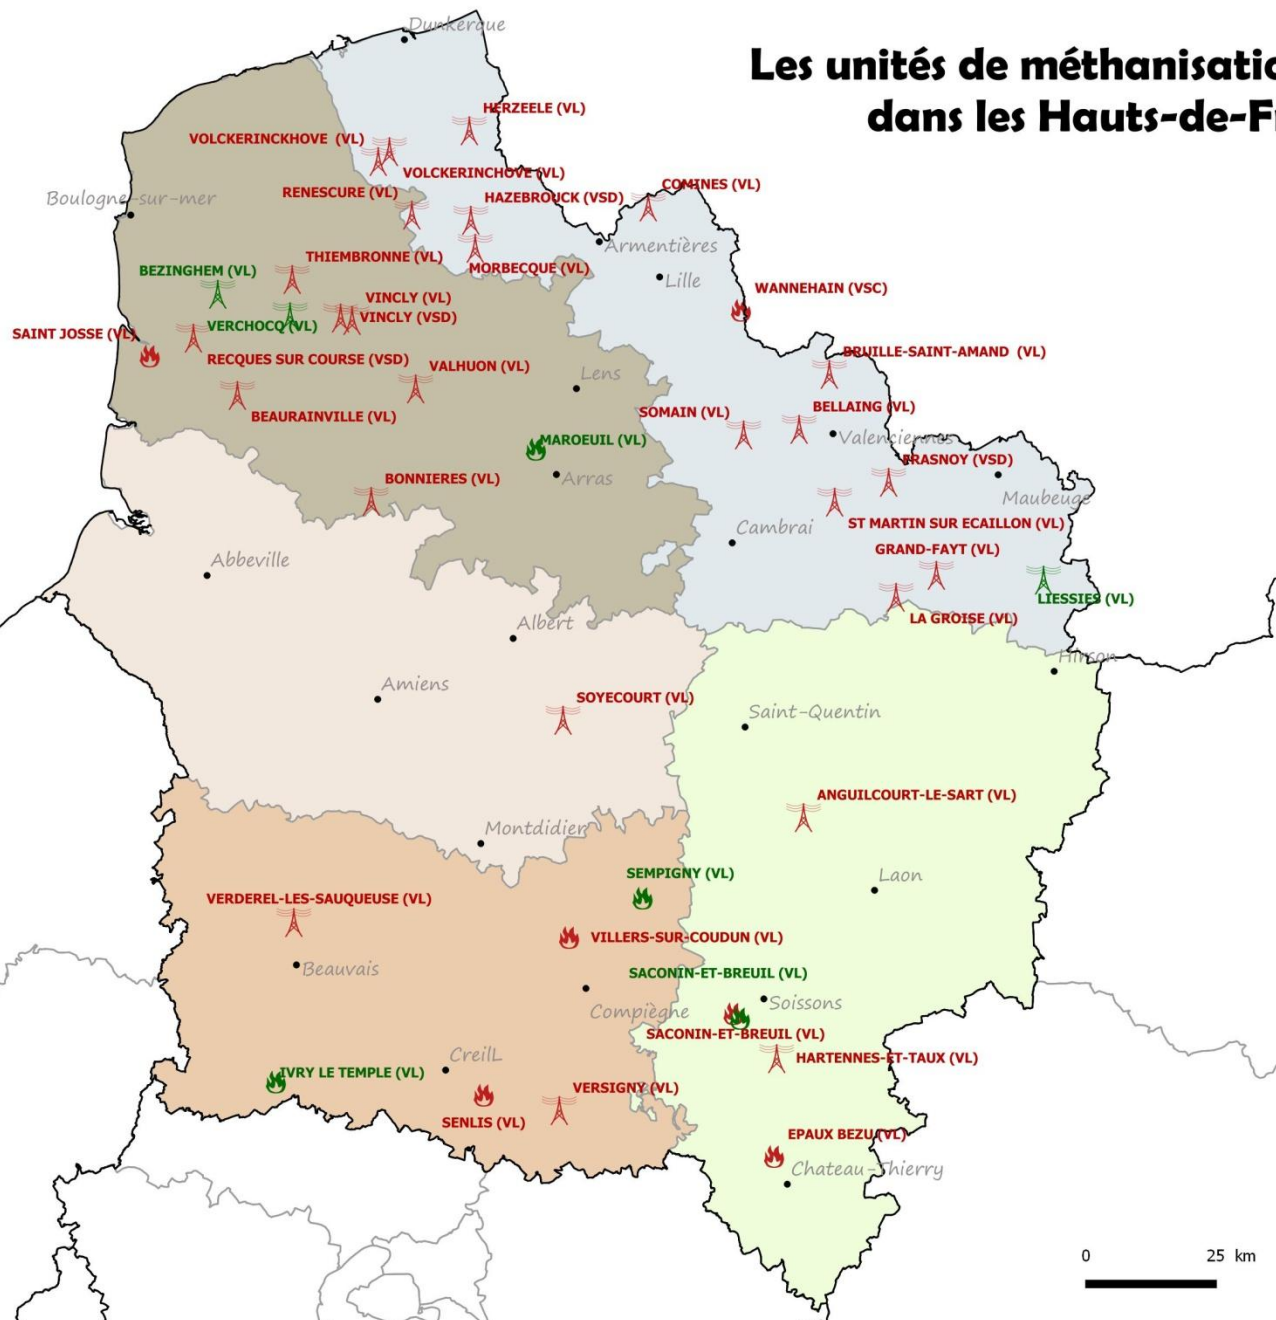 Dunkerque
Les unités de méthanisatio
dans les Hauts-de-F
HERZEELE (VL)
VOLCKERINCKHOVE (VL)
VOLCKERINCHOVE (VL)
COMINES (VL)
RENESCURE (VL)
HAZEBROUCK (VSD)
Boulogne-sur-mer
Armentières
THIEMBRONNE (VL)
MORBECQUE (VL)
BEZINGHEM (VL)
Lille
WANNEHAIN (VSC)
VINCLY (VL)
VINCLY (VSD)
VERCHOCQ (VL)
SAINT JOSSE (VL)
BRUILLE-SAINT-AMAND (VL)
RECQUES SUR COURSE (VSD)
VALHUON (VL)
Lens
BEAURAINVILLE (VL)
SOMAIN (VL)
BELLAING (VL)
MAROEUIL (VL)
Valenciennes
FRASNOY (VSD)
BONNIERES (VL)
Arras
Maubeuge
Cambrai
ST MARTIN SUR ECAILLON (VL)
GRAND-FAYT (VL)
Abbeville
LIESSIES (VL)
LA GROISE (VL)
Albert
Hirson
Amiens
SOYECOURT (VL)
Saint-Quentin
ANGUILCOURT-LE-SART (VL)
Montdidier
SEMPIGNY (VL)
Laon
VERDEREL-LES-SAUQUEUSE (VL)
VILLERS-SUR-COUDUN (VL)
Beauvais
SACONIN-ET-BREUIL (VL)
Compiègne
Soissons
SACONIN-ET-BREUIL (VL)
CreilL
HARTENNES-ET-TAUX (VL)
IVRY LE TEMPLE (VL)
VERSIGNY (VL)
SENLIS (VL)
EPAUX BEZU (VL)
Chateau-Thierry
0 25 km